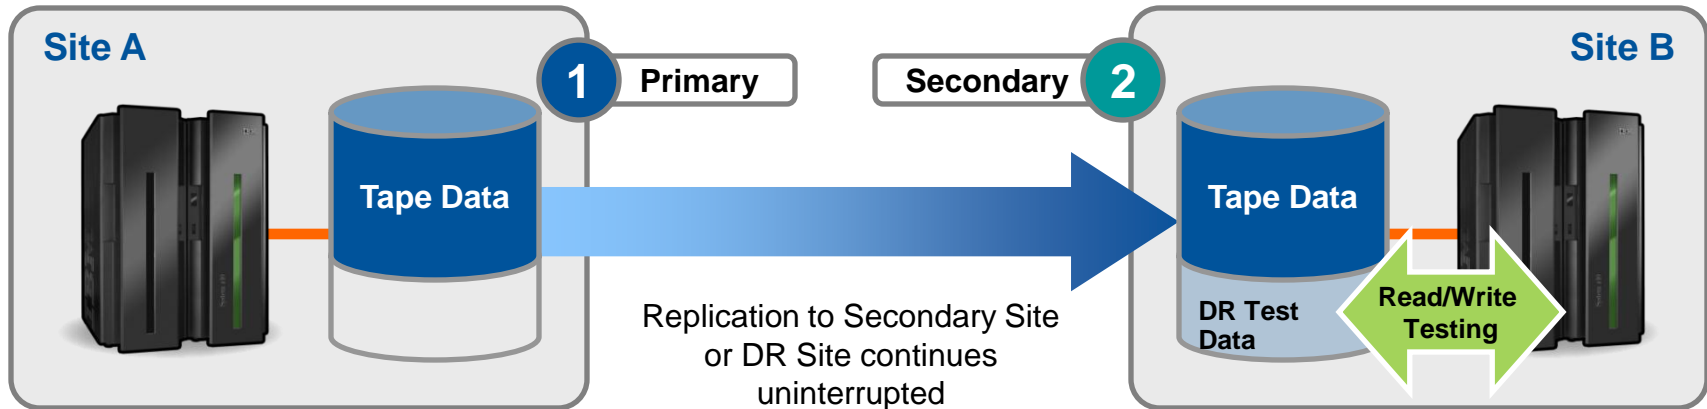 Site A
1
Primary
Secondary
2
Site B
Tape Data
Tape Data
Replication to Secondary Site
or DR Site continues
uninterrupted
DR Test
Data
Read/Write
Testing